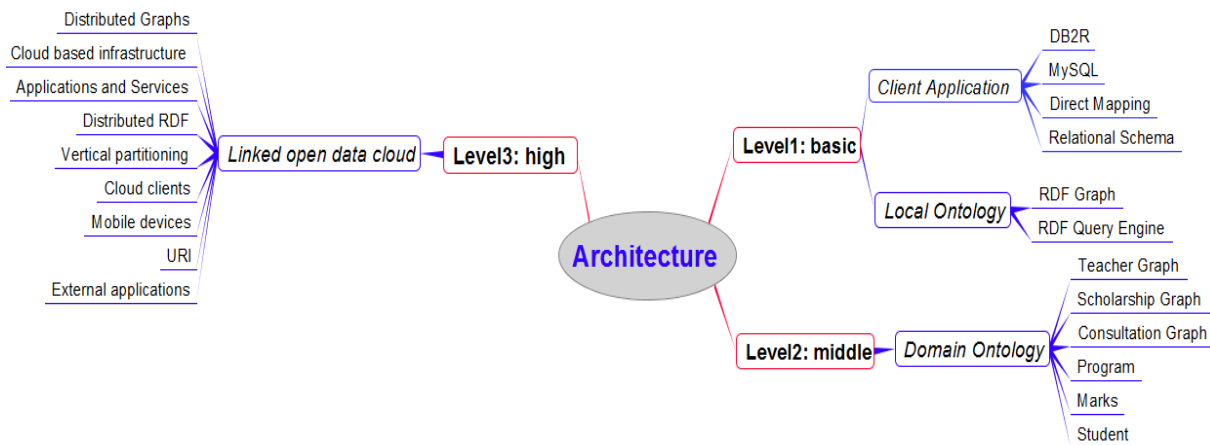 Distributed Graphs
Cloud based infrastructure
Applications and Services
Distributed RDF
Vertical partitioning
Cloud clients
Mobile devices
URI
External applications
Linked open data cloud
Level3: high
Architecture
Level1: basic
Client Application
DB2R
MySQL
Direct Mapping
Relational Schema
Local Ontology
RDF Graph
RDF Query Engine
Level2: middle
Domain Ontology
Teacher Graph
Scholarship Graph
Consultation Graph
Program
Marks
Student